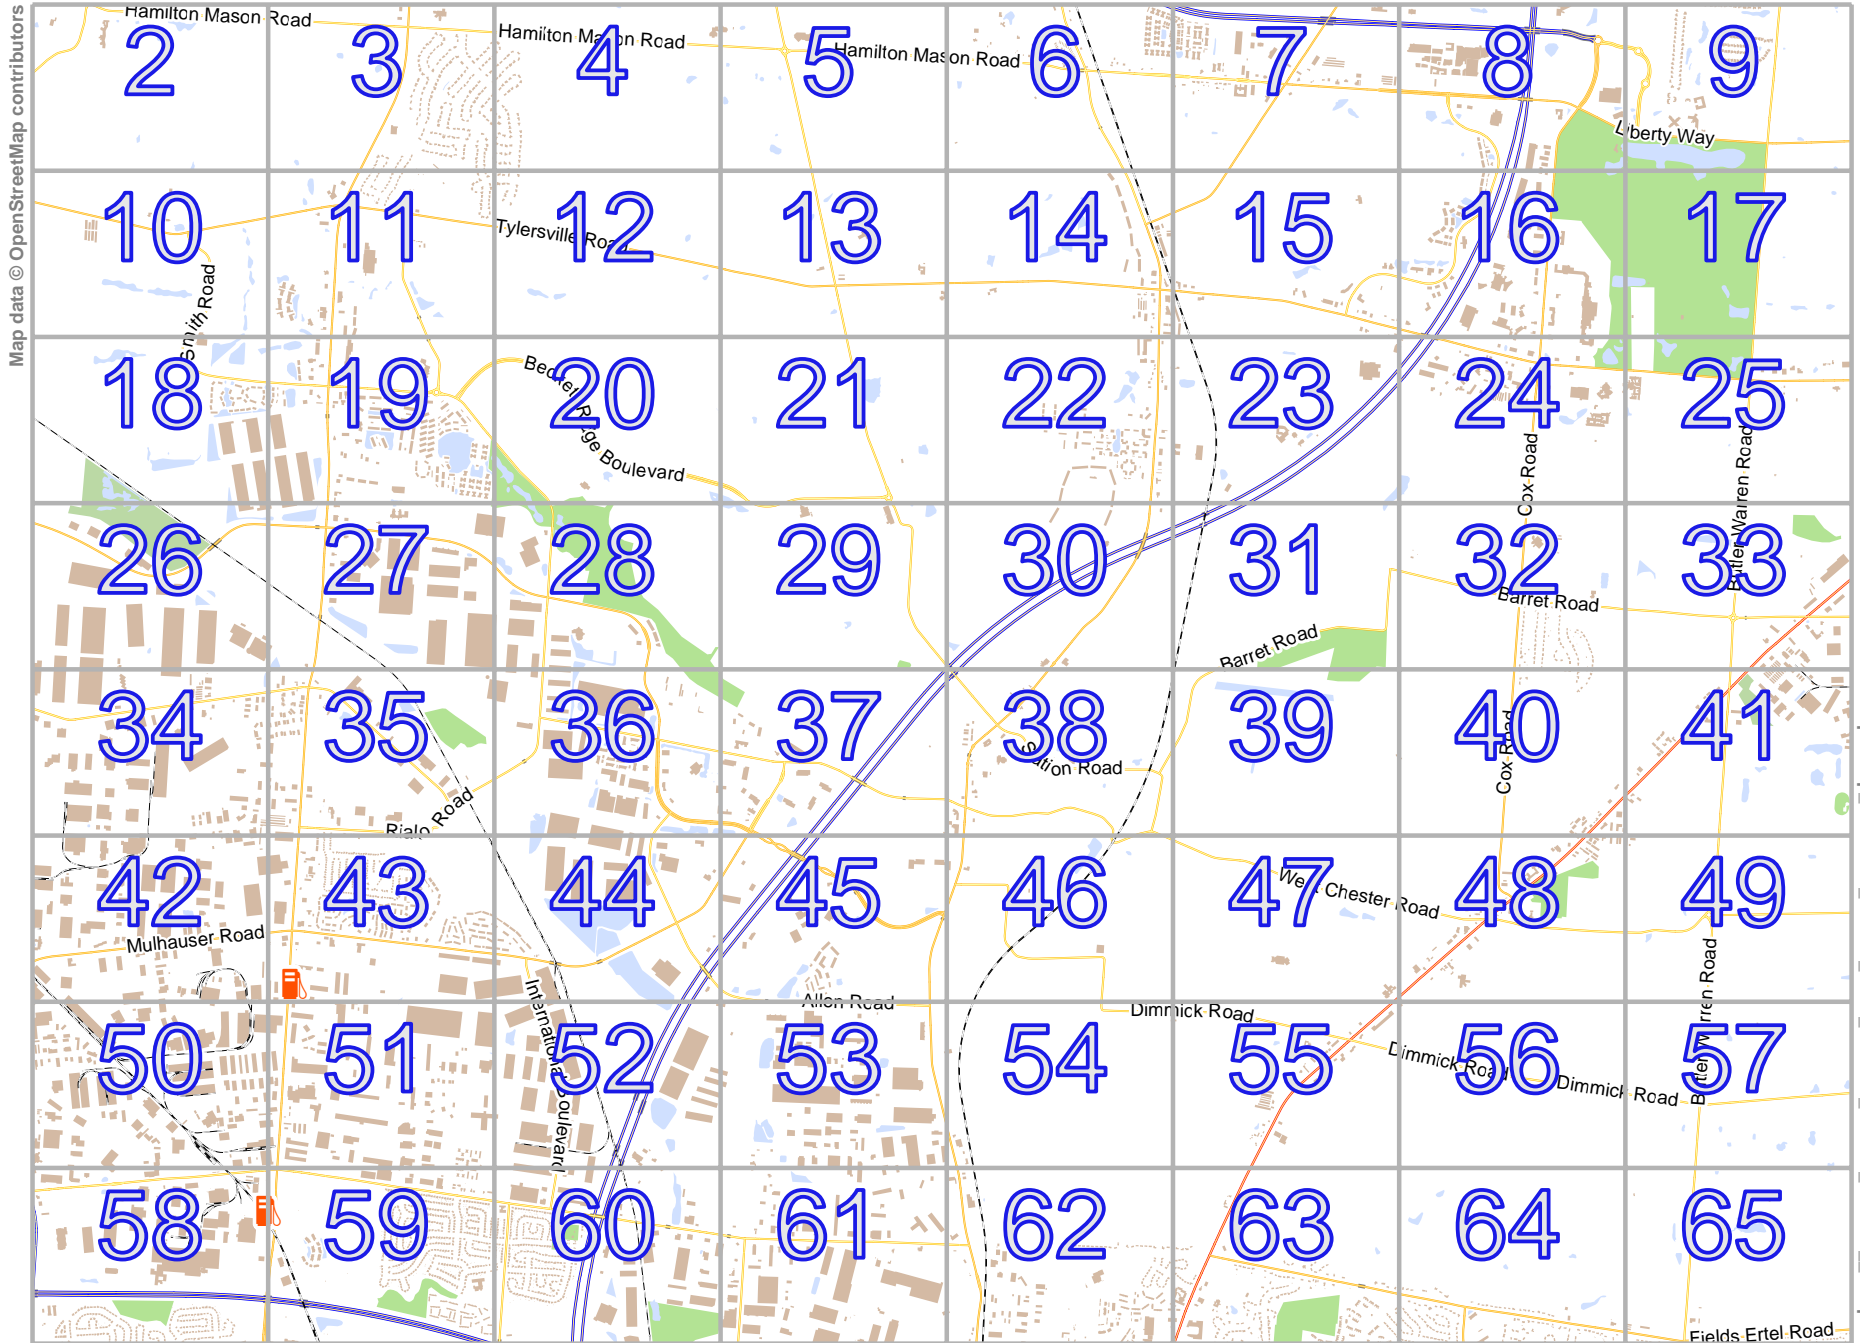 Map data © OpenStreetMap contributors
Hamilton Mason Road
Hamilton Mason Road
Hamilton Mason Road
2 3 4 5 6 7 8 9
Liberty Way
10 11 12 13 14 15 16 17
Tylersville Road
Smith Road
18 19 20 21 22 23 24 25
Beckett Ridge Boulevard
Cox Road
Butler Warren Road
26 27 28 29 30 31 32 33
Barret Road
Barret Road
34 35 36 37 38 39 40 41
Station Road
Cox Road
Rialo Road
42 43 44 45 46 47 48 49
West Chester Road
Mulhauser Road
Butler Warren Road
International Boulevard
Allen Road
Dimmick Road
50 51 52 53 54 55 56 57
Dimmick Road
Dimmick Road
58 59 60 61 62 63 64 65
Fields Ertel Road